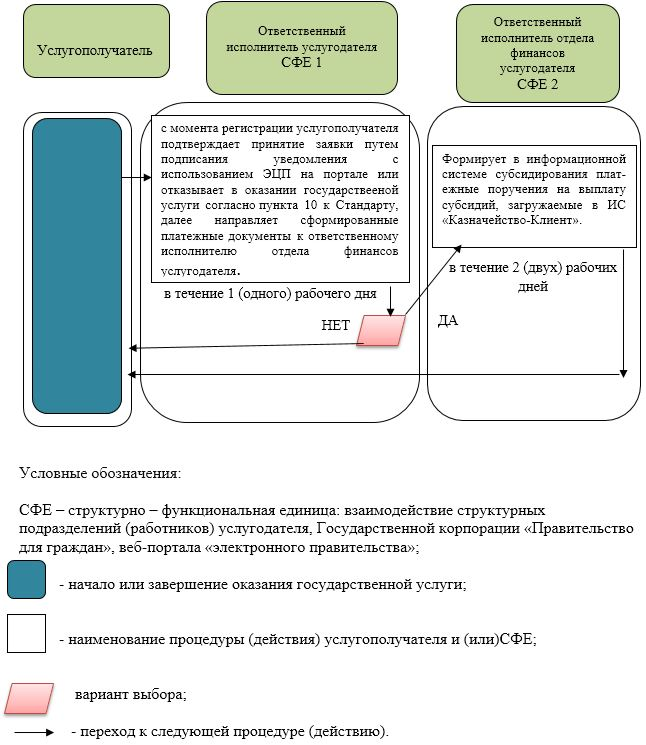 Услугополучатель
Ответственный
исполнитель услугодателя
СФЕ 1
Ответственный
исполнитель отдела
финансов
услугодателя
СФЕ 2
с момента регистрации услугополучателя
подтверждает принятие заявки путем
подписания уведомления с
использованием ЭЦП на портале или
отказывает в оказании государствееной
услуги согласно пункта 10 к Стандарту,
далее направляет сформированные
платежные документы к ответственному
исполнителю отдела финансов
услугодателя.
в течение 1 (одного) рабочего дня
НЕТ
Формирует в информационной
системе субсидирования плат-
ежные поручения на выплату
субсидий, загружаемые в ИС
«Казначейство-Клиент».
в течение 2 (двух) рабочих
дней
ДА
Условные обозначения:
СФЕ – структурно – функциональная единица: взаимодействие структурных
подразделений (работников) услугодателя, Государственной корпорации «Правительство
для граждан», веб-портала «электронного правительства»;
- начало или завершение оказания государственной услуги;
- наименование процедуры (действия) услугополучателя и (или)СФЕ;
вариант выбора;
- переход к следующей процедуре (действию).